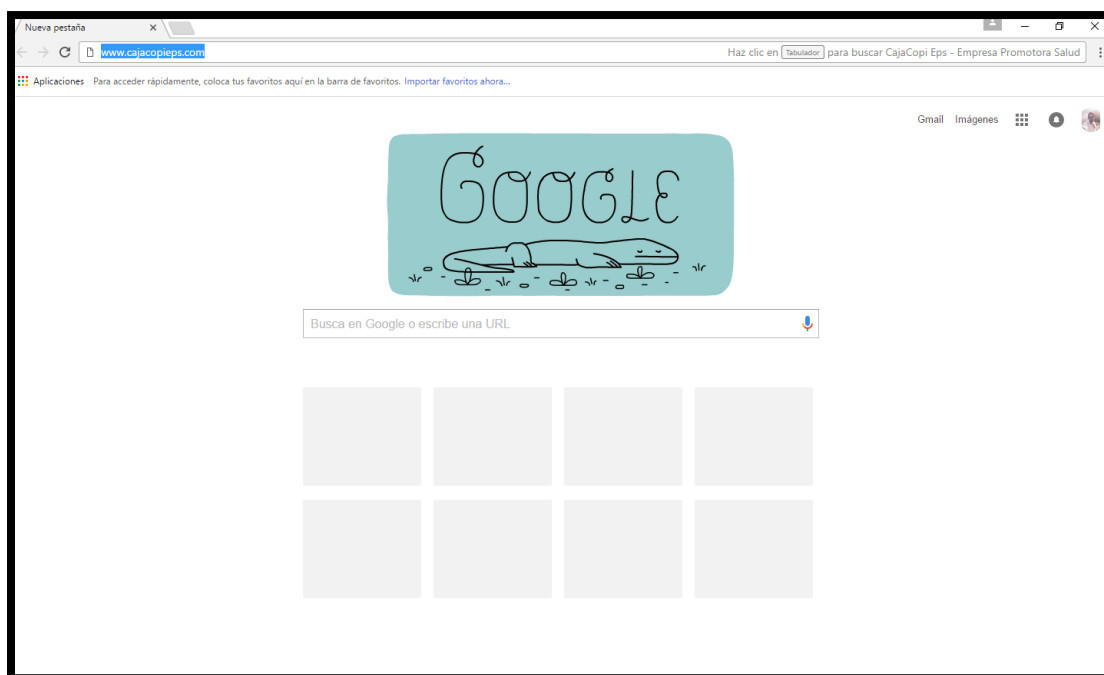 Nueva pestaña
www.cajacopieps.com
Haz clic en Tabulador para buscar CajaCopi Eps - Empresa Promotora Salud
Aplicaciones Para acceder rápidamente, coloca tus favoritos aquí en la barra de favoritos. Importar favoritos ahora...
Gmail Imágenes
GOOGLE
Busca en Google o escribe una URL